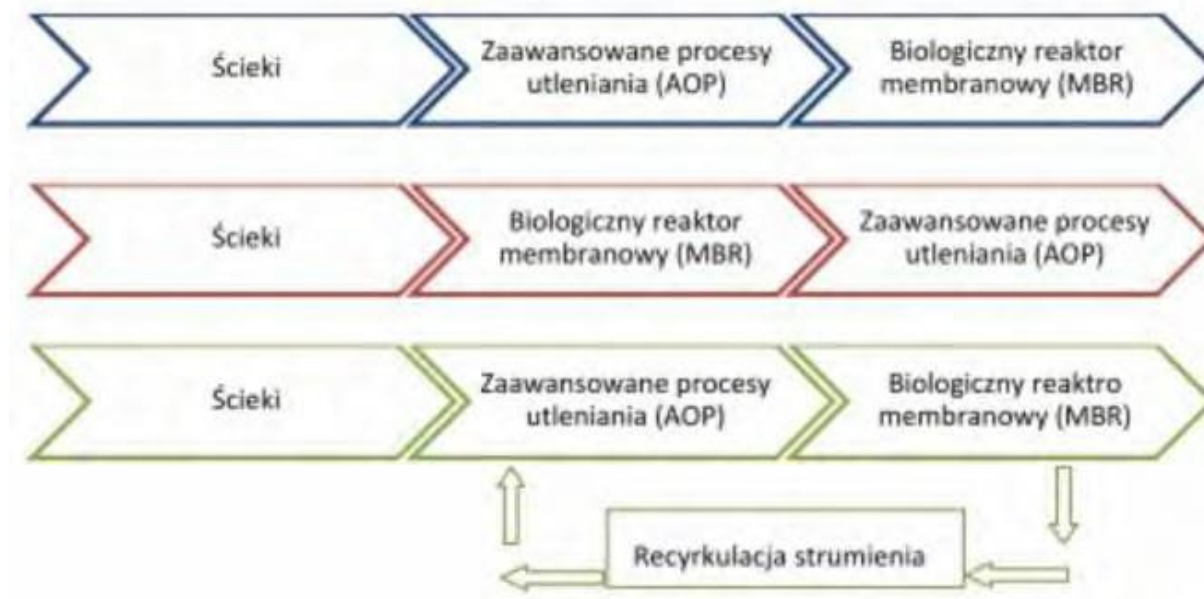 Ścieki
Zaawansowane procesy
utleniania (AOP)
Biologiczny reaktor
membranowy (MBR)
Ścieki
Biologiczny reaktor
membranowy (MBR)
Zaawansowane procesy
utleniania (AOP)
Ścieki
Zaawansowane procesy
utleniania (AOP)
Biologiczny reaktro
membranowy (MBR)
Recyrkulacja strumienia